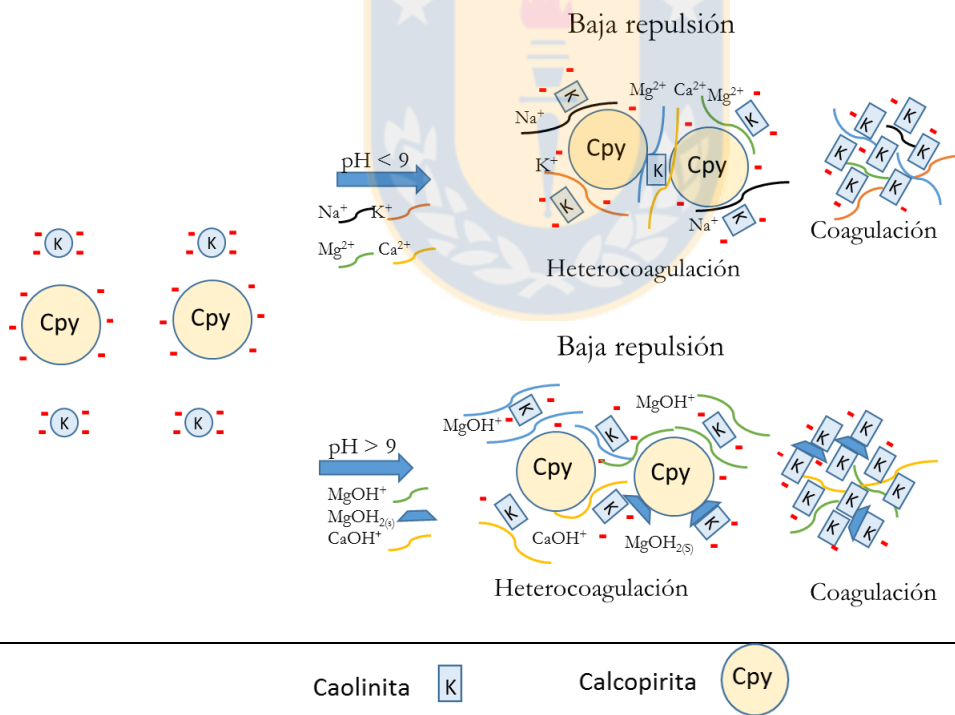 Baja repulsión
K
Mg²⁺ Ca²⁺ Mg²⁺
K
K
Na⁺
K
K
Cpy
pH < 9
K⁺
K
Cpy
K
K
K
K
K
K
Na⁺ K⁺
K
Na⁺
K
Coagulación
K
K
Mg²⁺ Ca²⁺
Heterocoagulación
Cpy
Cpy
Baja repulsión
K
K
MgOH⁺
MgOH⁺
K
K
K
K
K
pH > 9
K
Cpy
Cpy
K
K
K
MgOH⁺
K
K
K
K
K
MgOH₂₍ₛ₎
K
K
CaOH⁺
CaOH⁺
MgOH₂₍S₎
Heterocoagulación
Coagulación
Caolinita
K
Calcopirita
Cpy